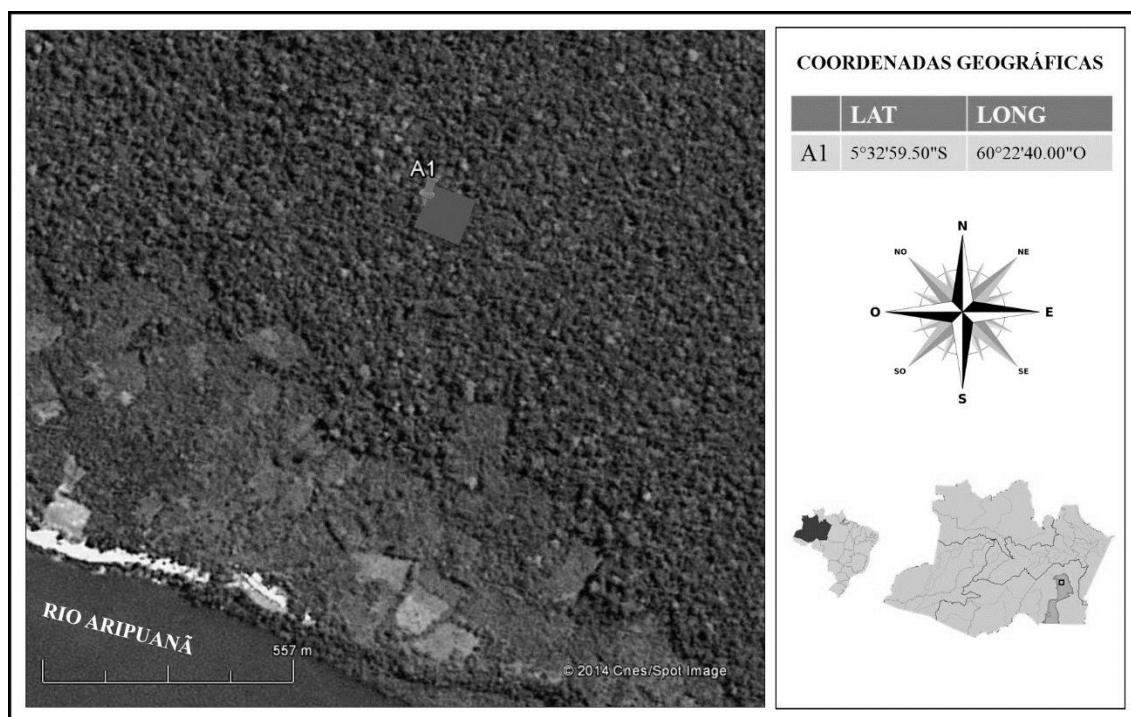 A1
RIO ARIPUANÃ
557 m
© 2014 Cnes/Spot Image
COORDENADAS GEOGRÁFICAS
LAT LONG
A1 5°32'59.50"S 60°22'40.00"O
N
NO NE
O E
SO SE
S